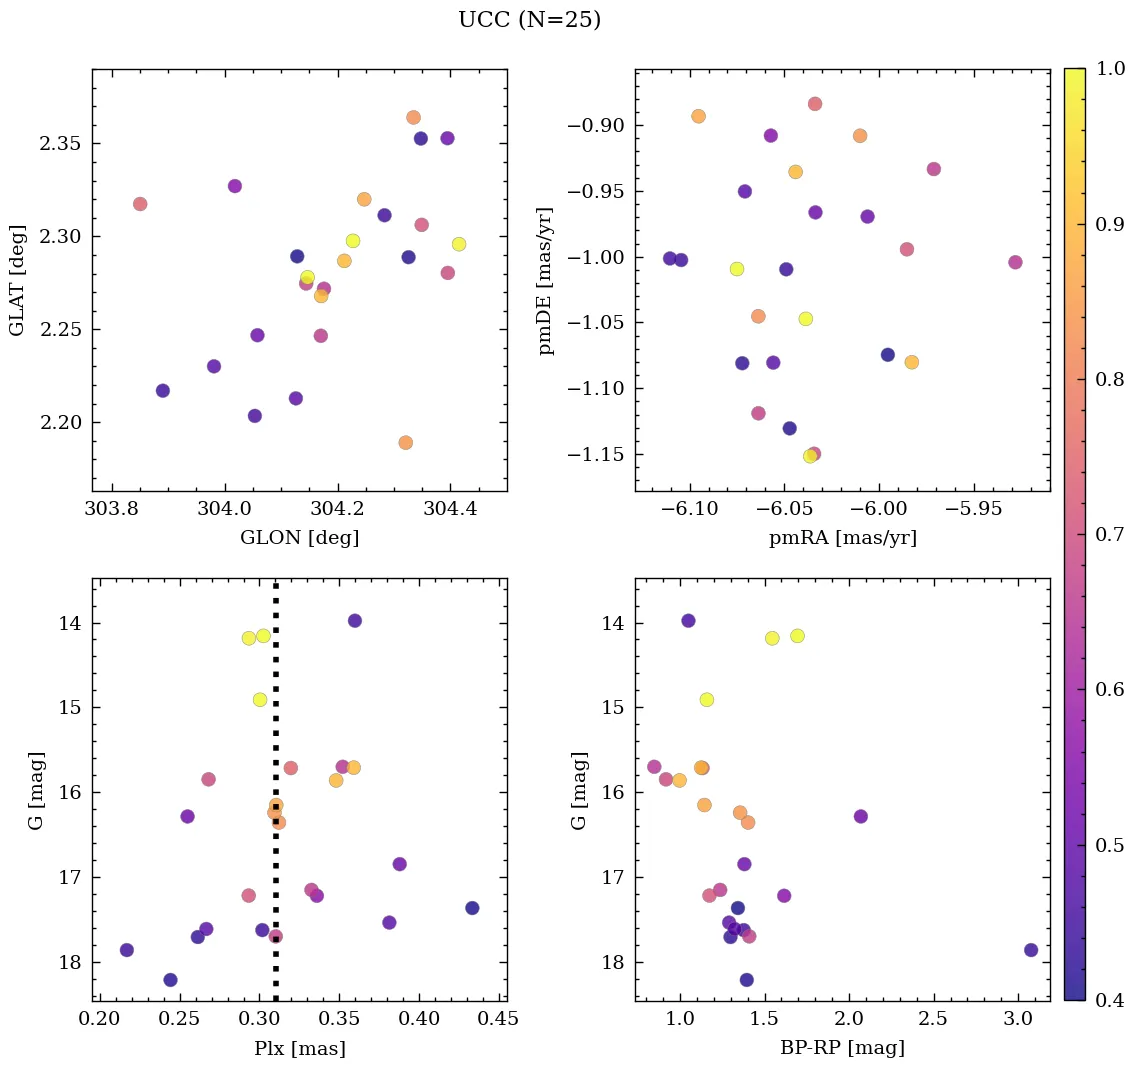 UCC (N=25)
2.35
2.30
2.25
2.20
GLAT [deg]
303.8 304.0 304.2 304.4
GLON [deg]
−0.90
−0.95
−1.00
−1.05
−1.10
−1.15
pmDE [mas/yr]
−6.10 −6.05 −6.00 −5.95
pmRA [mas/yr]
14
15
16
17
18
G [mag]
0.20 0.25 0.30 0.35 0.40 0.45
Plx [mas]
14
15
16
17
18
G [mag]
1.0 1.5 2.0 2.5 3.0
BP-RP [mag]
1.0
0.9
0.8
0.7
0.6
0.5
0.4